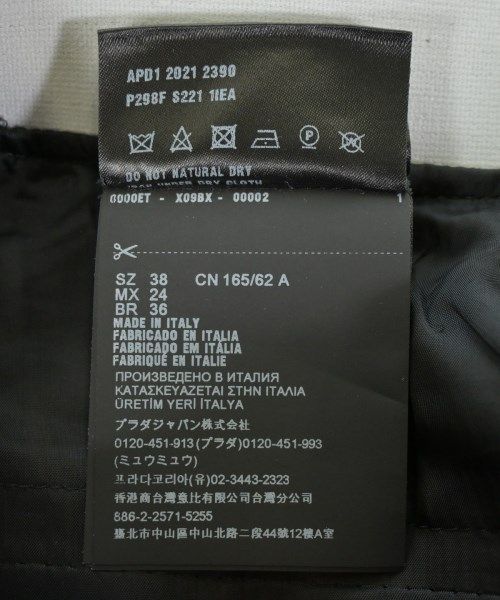 APD1 2021 2390
P298F S221 1IEA
DO NOT NATURAL DRY
IRON UNDER DRY CLOTH
0000ET - X09BX - 00002 1
SZ 38 CN 165/62 A
MX 24
BR 36
MADE IN ITALY
FABRICADO EN ITALIA
FABRICADO EM ITÁLIA
FABRIQUÉ EN ITALIE
ПРОИЗВЕДЕНО В ИТАЛИЯ
ΚΑΤΑΣΚΕΥΑΖΕΤΑΙ ΣΤΗΝ ΙΤΑΛΙΑ
ÜRETİM YERİ İTALYA
プラダジャパン株式会社
0120-451-913(プラダ)0120-451-993
(ミュウミュウ)
프라다코리아(유)02-3443-2323
香港商台灣意比有限公司台灣分公司
886-2-2571-5255
臺北市中山區中山北路二段44號12樓A室